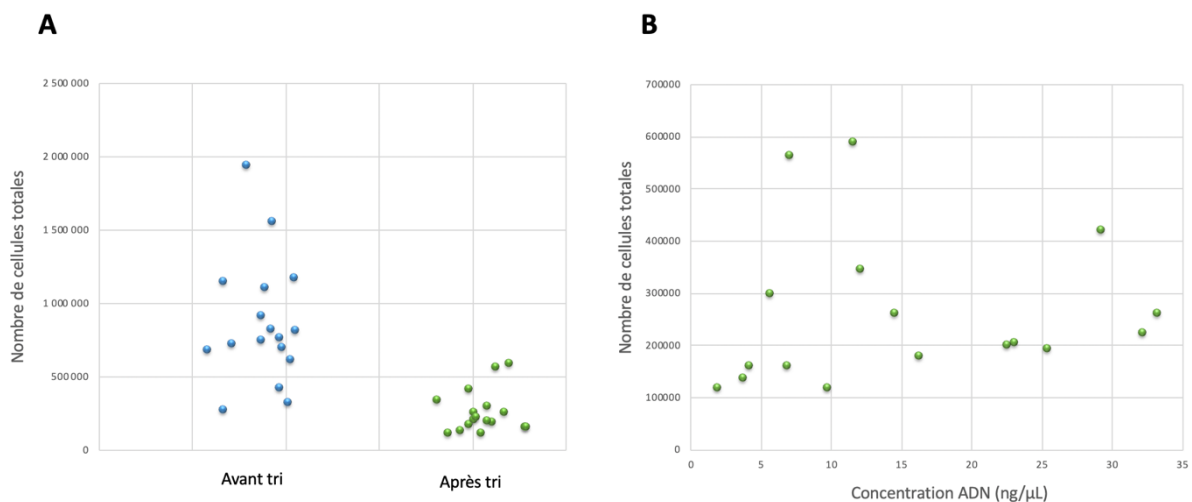 A
Nombre de cellules totales
2 500 000
2 000 000
1 500 000
1 000 000
500 000
0
Avant tri
Après tri
B
Nombre de cellules totales
700000
600000
500000
400000
300000
200000
100000
0
0 5 10 15 20 25 30 35
Concentration ADN (ng/µL)